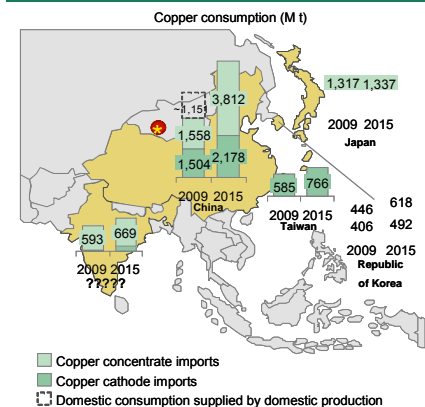 Copper consumption (M t)
1,317 1,337
3,812
~1,15
2009 2015
Japan
1,558
1,504 2,178
585 766
2009 2015
China
2009 2015
Taiwan
446 618
406 492
2009 2015
Republic
of Korea
593 669
2009 2015
?????
Copper concentrate imports
Copper cathode imports
Domestic consumption supplied by domestic production